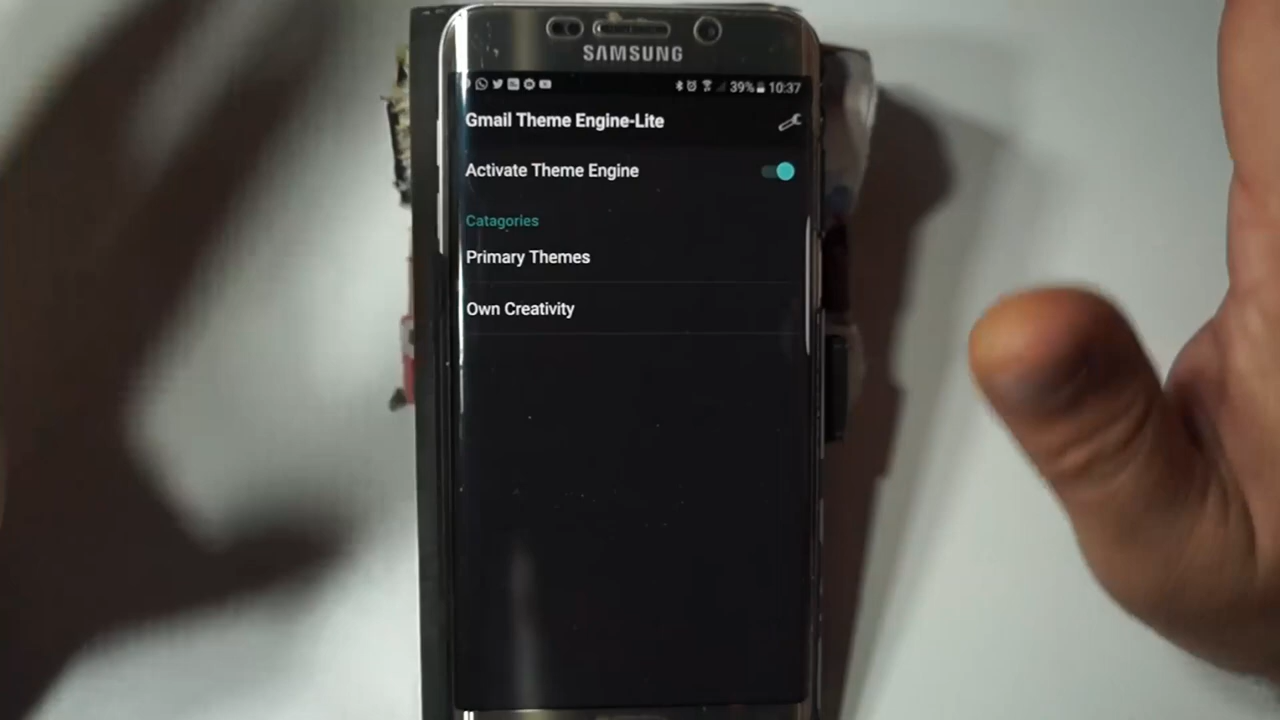 SAMSUNG
39% 10:37
Gmail Theme Engine-Lite
Activate Theme Engine
Catagories
Primary Themes
Own Creativity